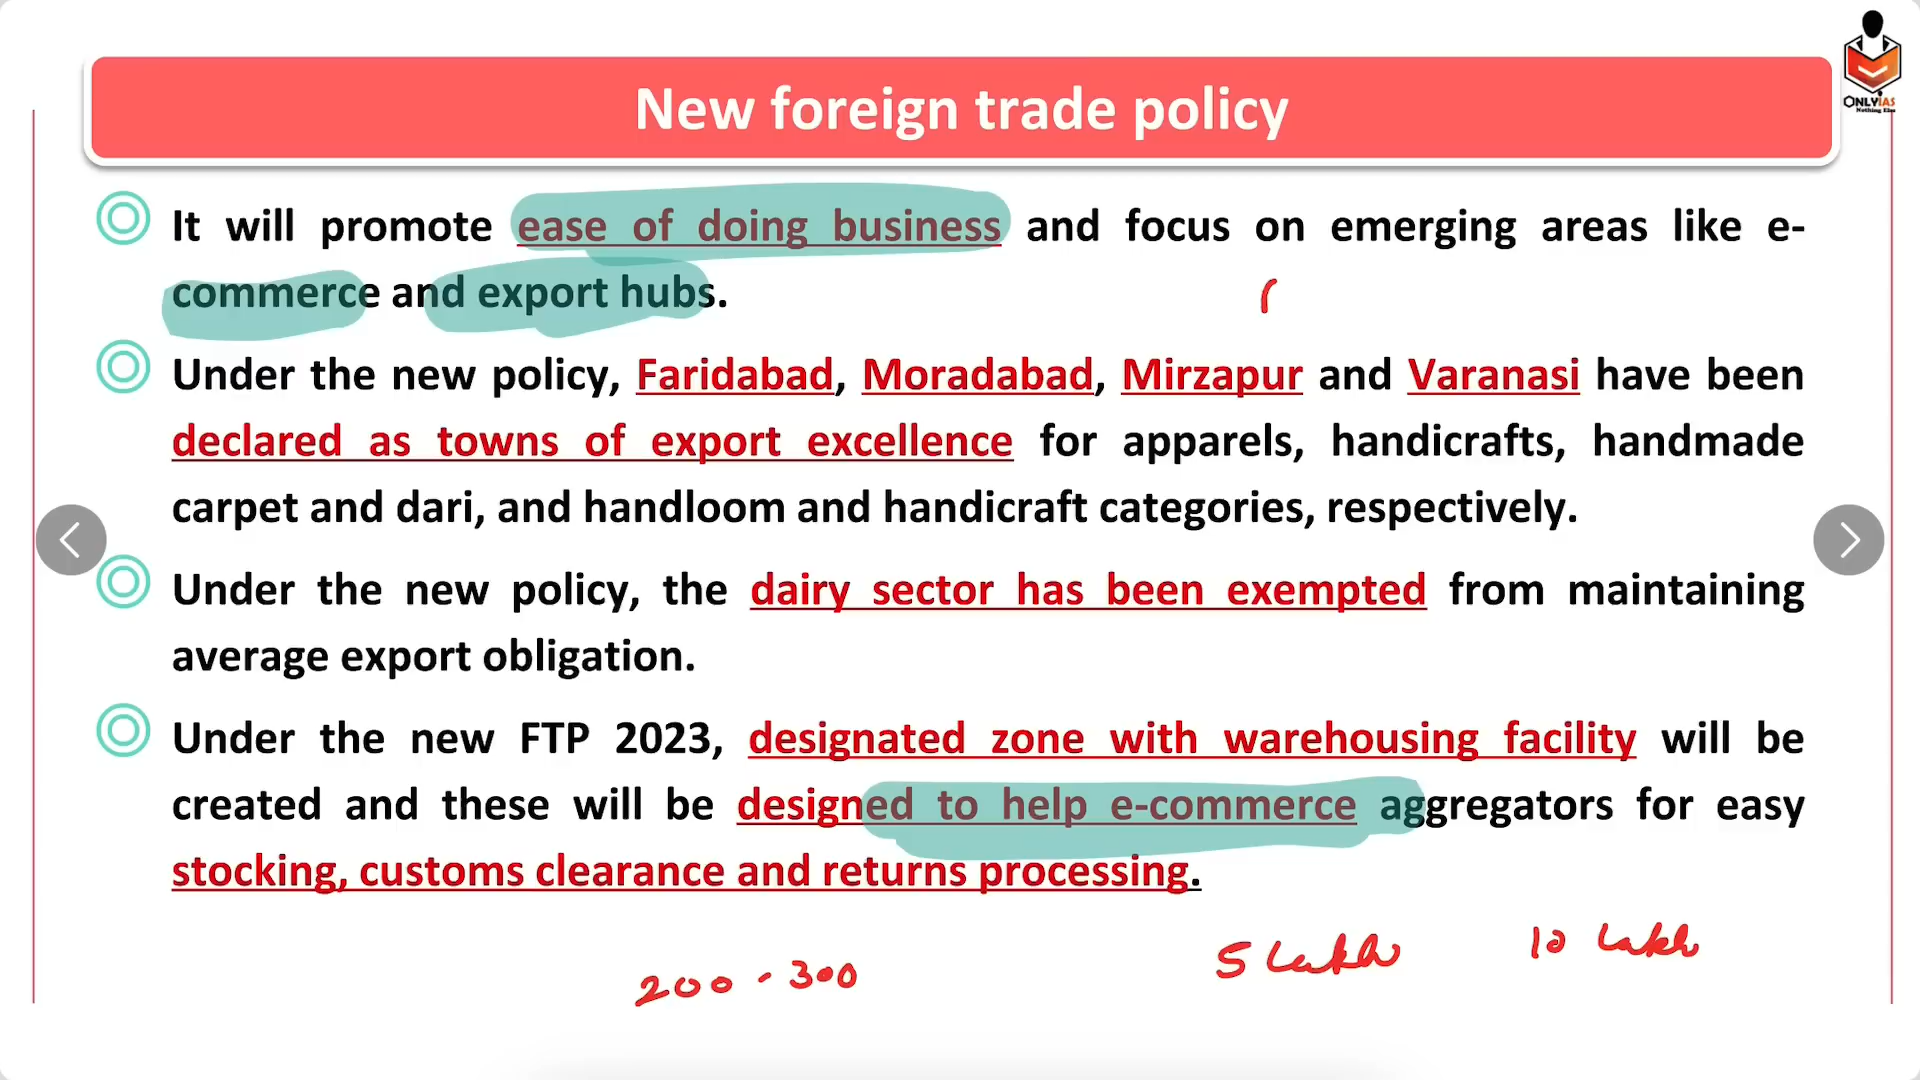 New foreign trade policy
ONLYIAS
Nothing Else
It will promote ease of doing business and focus on emerging areas like e-
commerce and export hubs.
Under the new policy, Faridabad, Moradabad, Mirzapur and Varanasi have been
declared as towns of export excellence for apparels, handicrafts, handmade
carpet and dari, and handloom and handicraft categories, respectively.
Under the new policy, the dairy sector has been exempted from maintaining
average export obligation.
Under the new FTP 2023, designated zone with warehousing facility will be
created and these will be designed to help e-commerce aggregators for easy
stocking, customs clearance and returns processing.
200 - 300
5 Lakh
10 Lakh